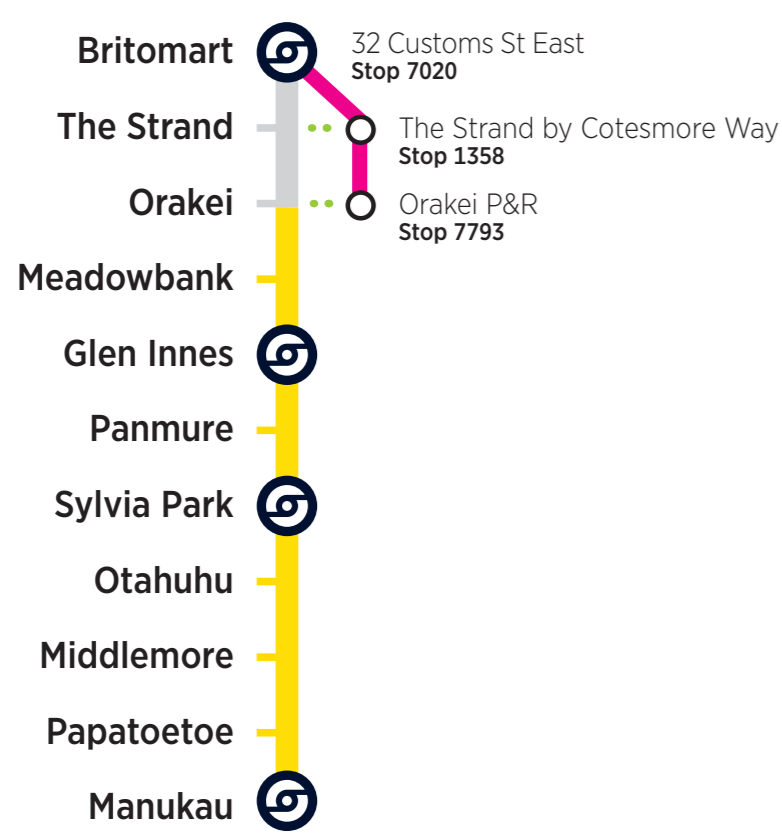 Britomart
32 Customs St East
Stop 7020
The Strand
The Strand by Cotesmore Way
Stop 1358
Orakei
Orakei P&R
Stop 7793
Meadowbank
Glen Innes
Panmure
Sylvia Park
Otahuhu
Middlemore
Papatoetoe
Manukau